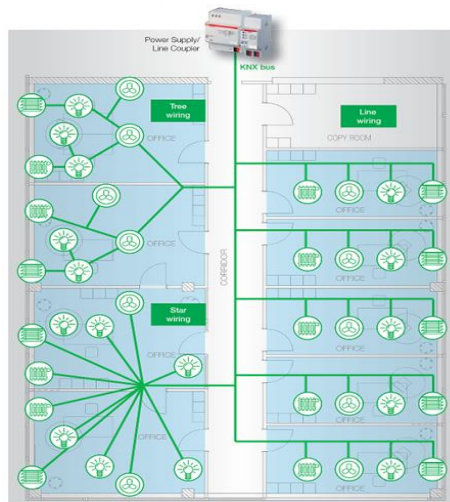 Power Supply/
Line Coupler
KNX bus
Tree
wiring
OFFICE
Line
wiring
COPY ROOM
OFFICE
OFFICE
OFFICE
CORRIDOR
Star
wiring
OFFICE
OFFICE
OFFICE
OFFICE
OFFICE